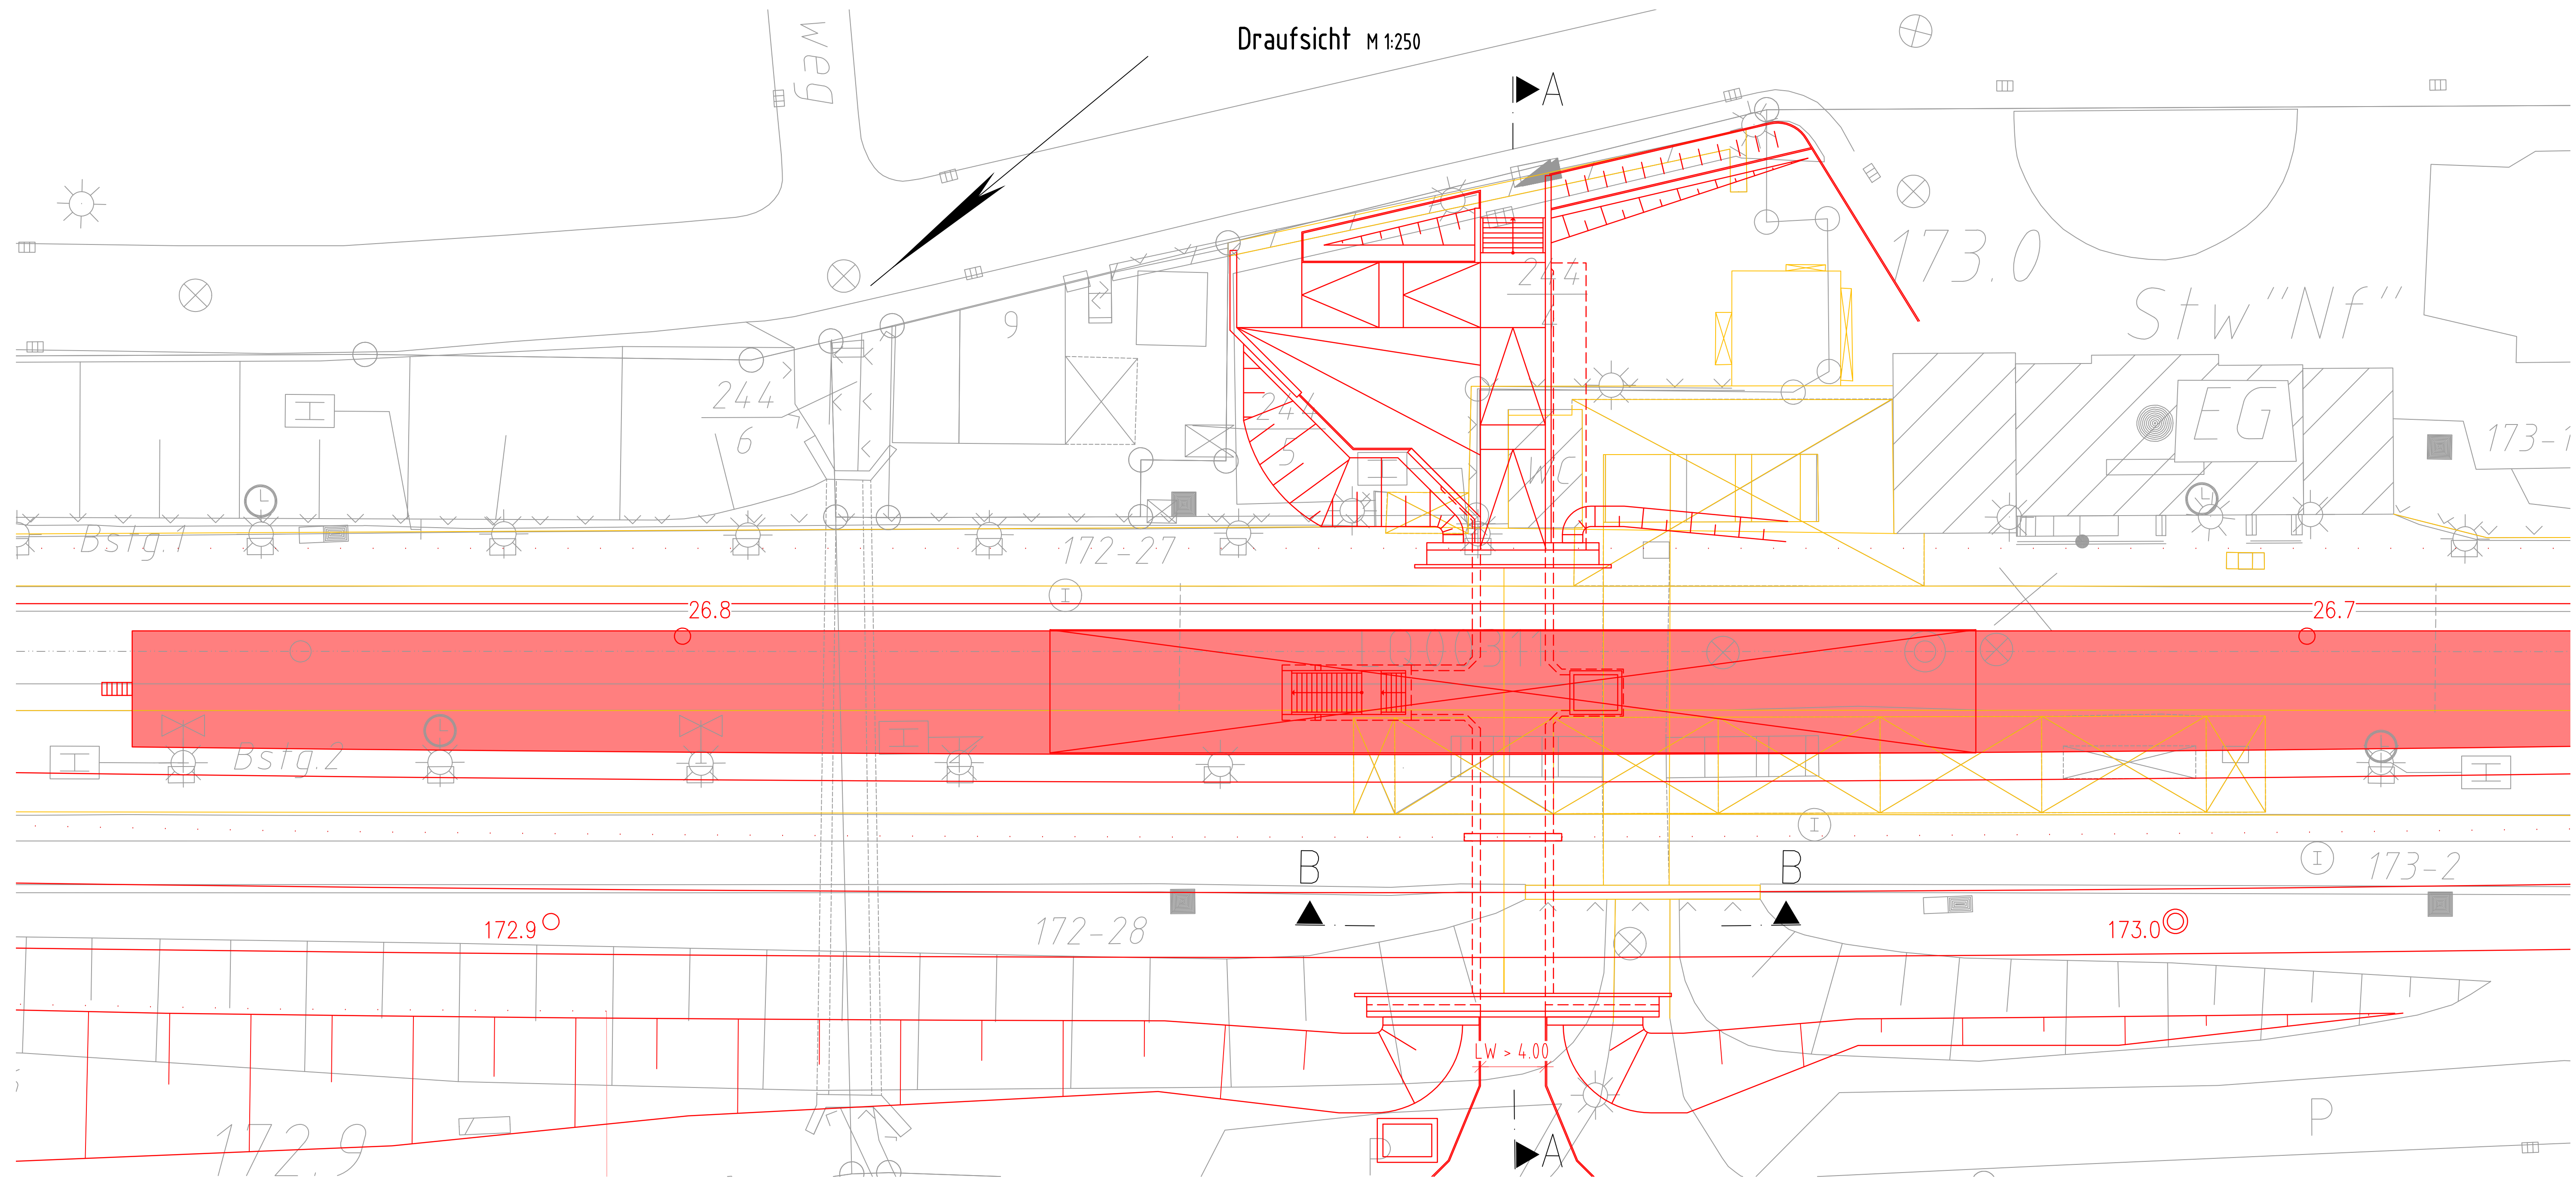 Draufsicht M 1:250
weg
A
173.0
Stw "Nf"
9
244
244
6
244
5
WC
EG
173-1
Bstg.1
172-27
26.8
26.7
Bstg.2
B
B
173-2
172.9
172-28
173.0
LW > 4.00
172.9
P
P
A